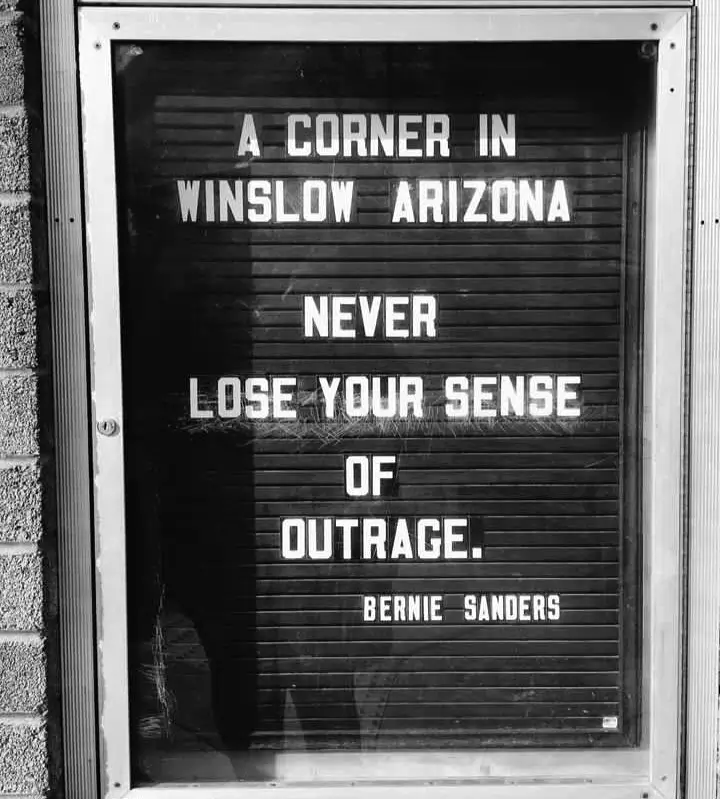 A CORNER IN
WINSLOW ARIZONA
NEVER
LOSE YOUR SENSE
OF
OUTRAGE.
BERNIE SANDERS